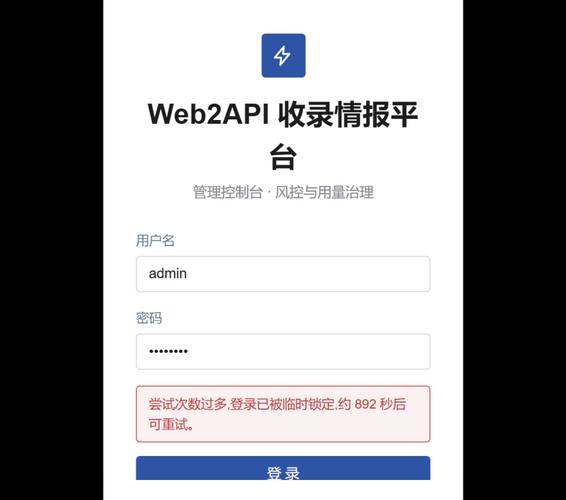 Web2API 收录情报平
台
管理控制台 · 风控与用量治理
用户名
admin
密码
••••••••
尝试次数过多,登录已被临时锁定,约 892 秒后
可重试。
登 录